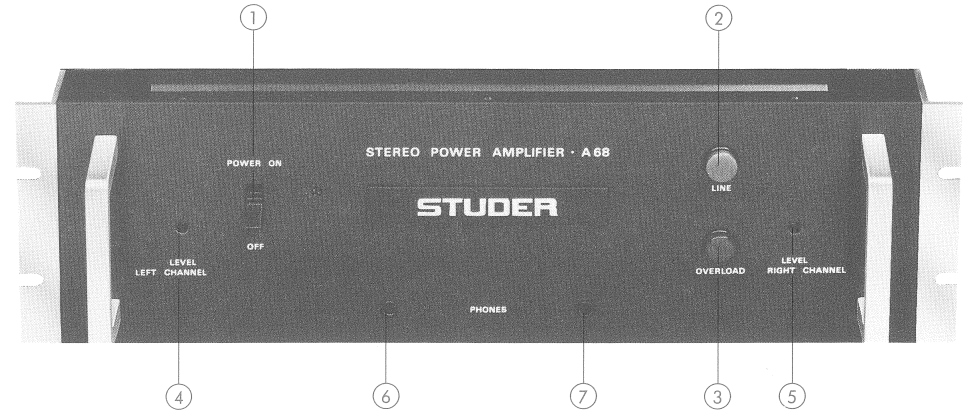 1
2
POWER ON
STEREO POWER AMPLIFIER · A68
LINE
STUDER
OFF
LEVEL
LEFT CHANNEL
OVERLOAD
LEVEL
RIGHT CHANNEL
PHONES
4
6
7
3
5